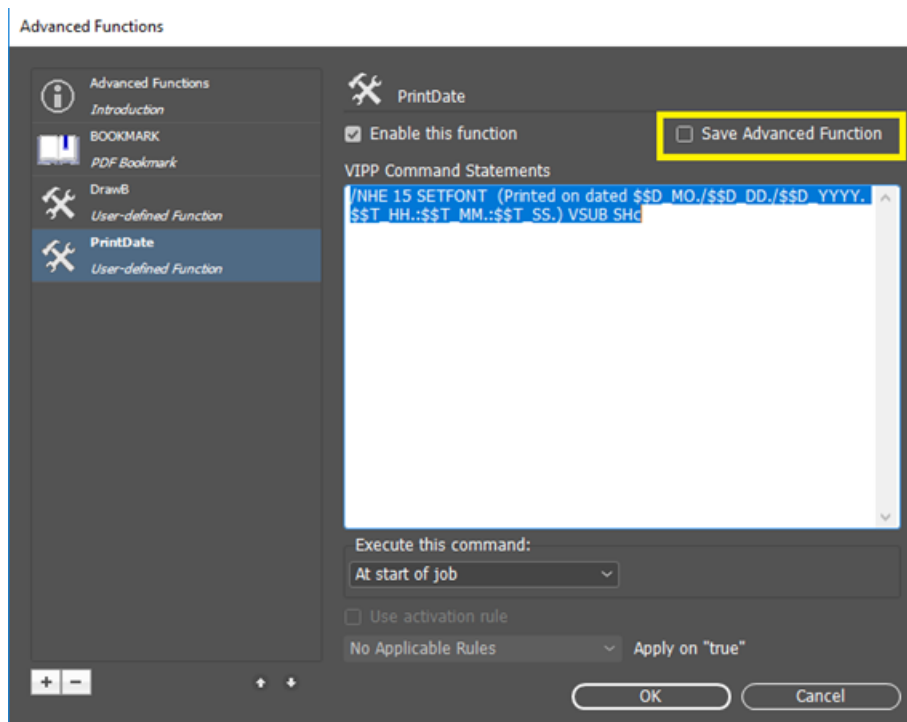 Advanced Functions
Advanced Functions
Introduction
BOOKMARK
PDF Bookmark
DrawB
User-defined Function
PrintDate
User-defined Function
PrintDate
Enable this function
Save Advanced Function
VIPP Command Statements
/NHE 15 SETFONT  (Printed on dated $$D_MO./$$D_DD./$$D_YYYY.
$$T_HH.:$$T_MM.:$$T_SS.) VSUB SHc
Execute this command:
At start of job
Use activation rule
No Applicable Rules
Apply on "true"
+ −
OK
Cancel